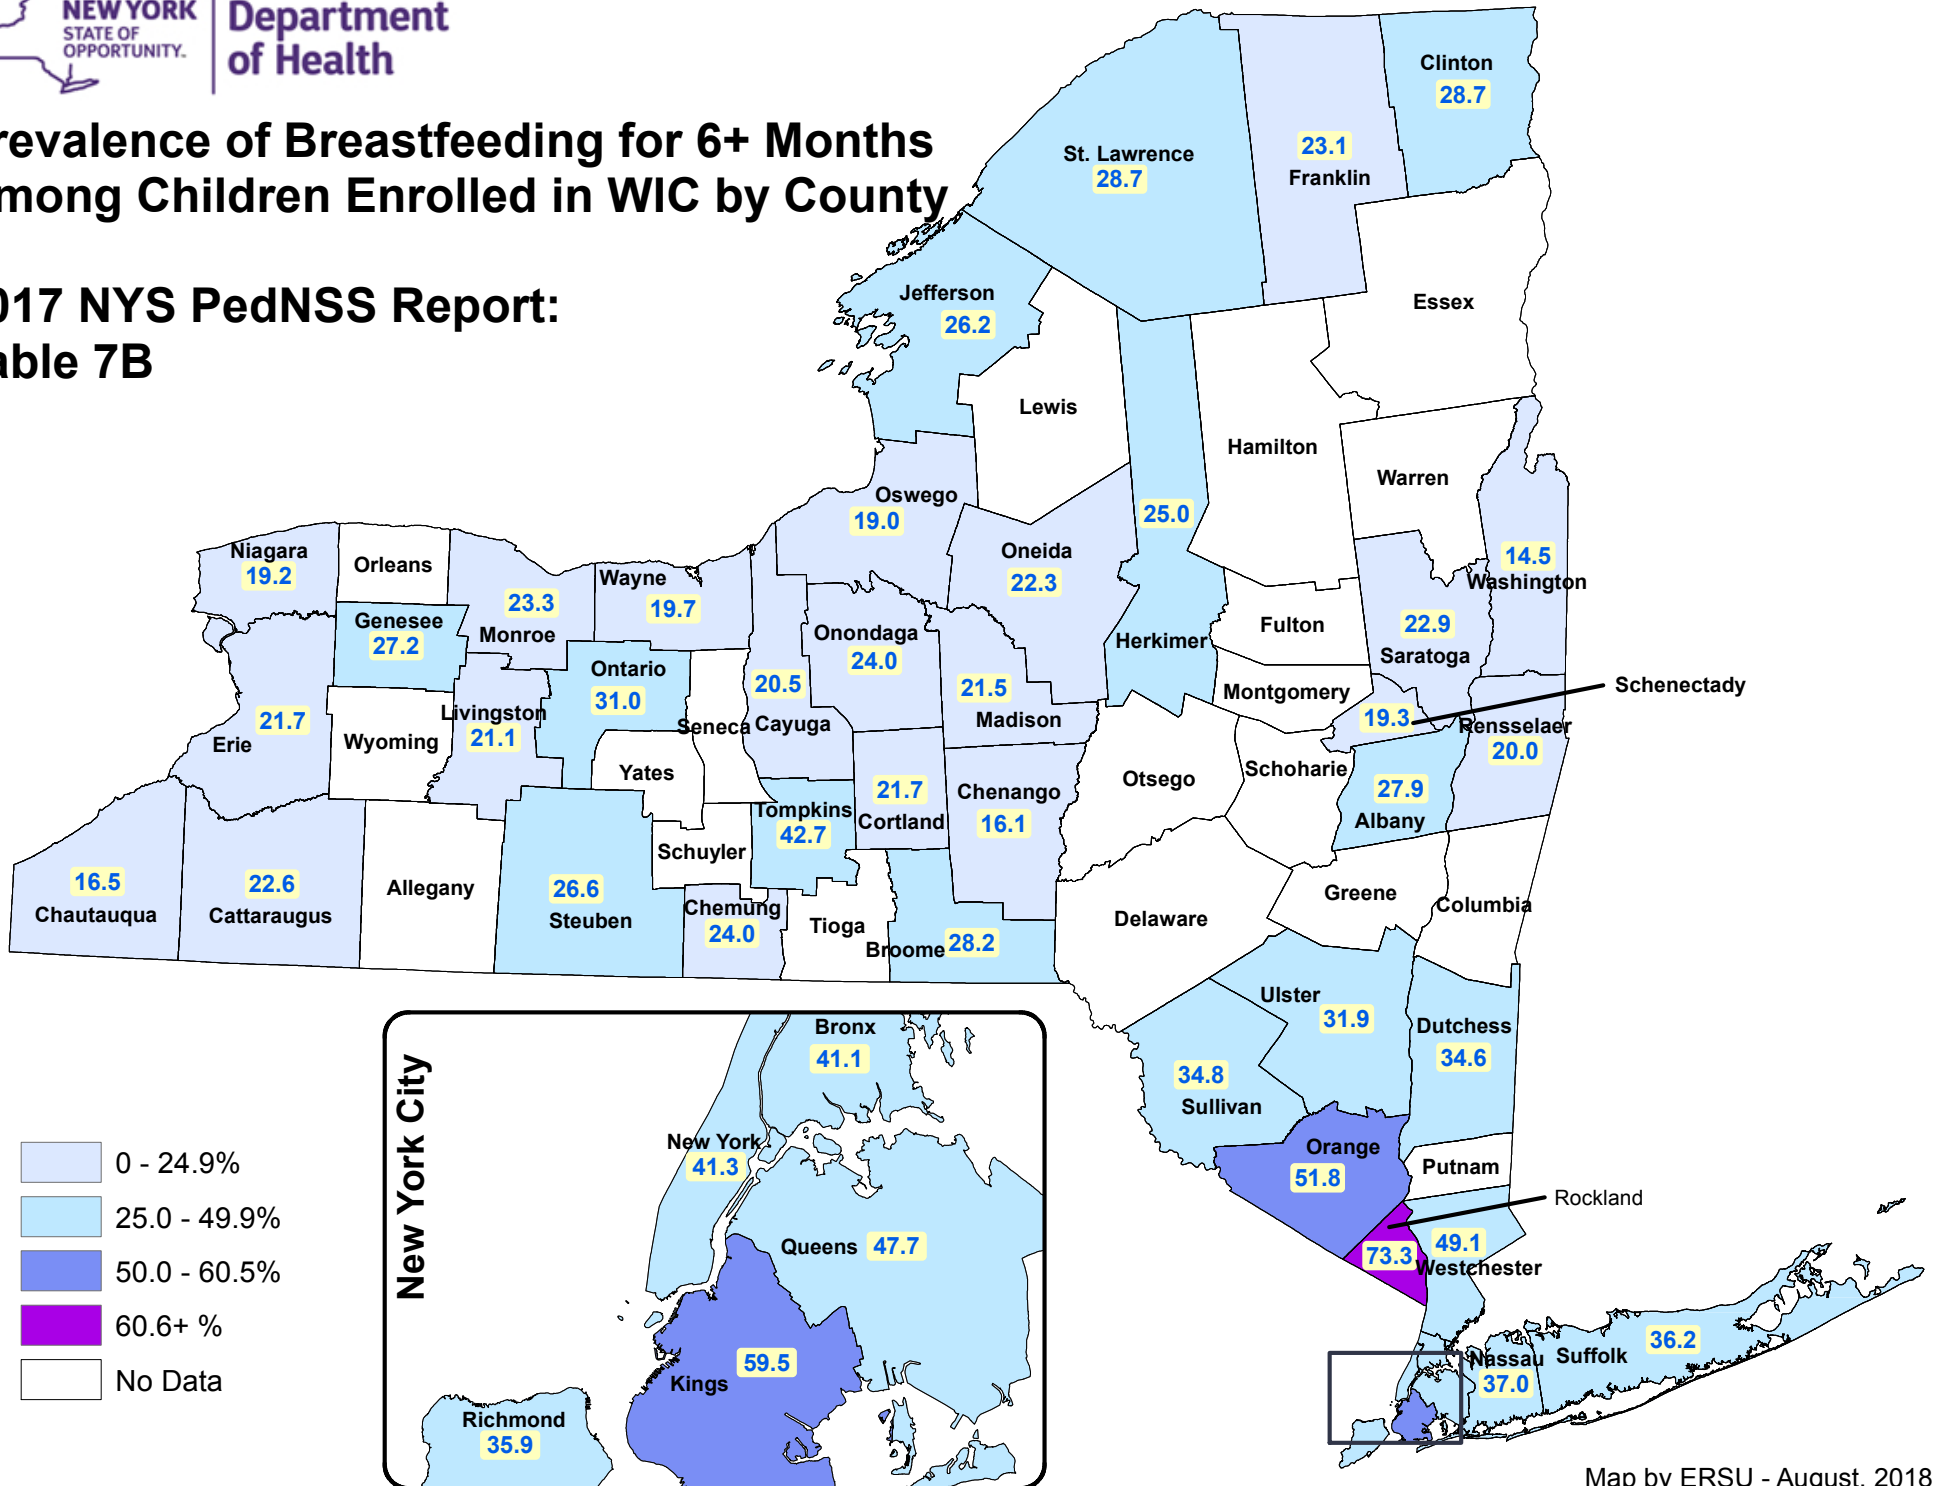 NEW YORK
STATE OF
OPPORTUNITY.
Department
of Health
revalence of Breastfeeding for 6+ Months
mong Children Enrolled in WIC by County
017 NYS PedNSS Report:
able 7B
Clinton
28.7
St. Lawrence
28.7
23.1
Franklin
Jefferson
26.2
Essex
Lewis
Hamilton
Warren
Oswego
19.0
25.0
Herkimer
Oneida
22.3
14.5
Washington
Niagara
19.2
Orleans
23.3
Monroe
Wayne
19.7
Genesee
27.2
Onondaga
24.0
Fulton
22.9
Saratoga
Ontario
31.0
20.5
Cayuga
21.5
Madison
Montgomery
Schenectady
19.3
21.7
Erie
Wyoming
Livingston
21.1
Seneca
Rensselaer
20.0
Yates
Otsego
Schoharie
Tompkins
42.7
21.7
Cortland
Chenango
16.1
27.9
Albany
Schuyler
16.5
Chautauqua
22.6
Cattaraugus
Allegany
26.6
Steuben
Chemung
24.0
Tioga
Broome
28.2
Delaware
Greene
Columbia
Ulster
31.9
Dutchess
34.6
34.8
Sullivan
Orange
51.8
Putnam
Rockland
73.3
49.1
Westchester
Nassau
37.0
Suffolk
36.2
New York City
Bronx
41.1
New York
41.3
Queens
47.7
59.5
Kings
Richmond
35.9
0 - 24.9%
25.0 - 49.9%
50.0 - 60.5%
60.6+ %
No Data
Map by ERSU - August, 2018